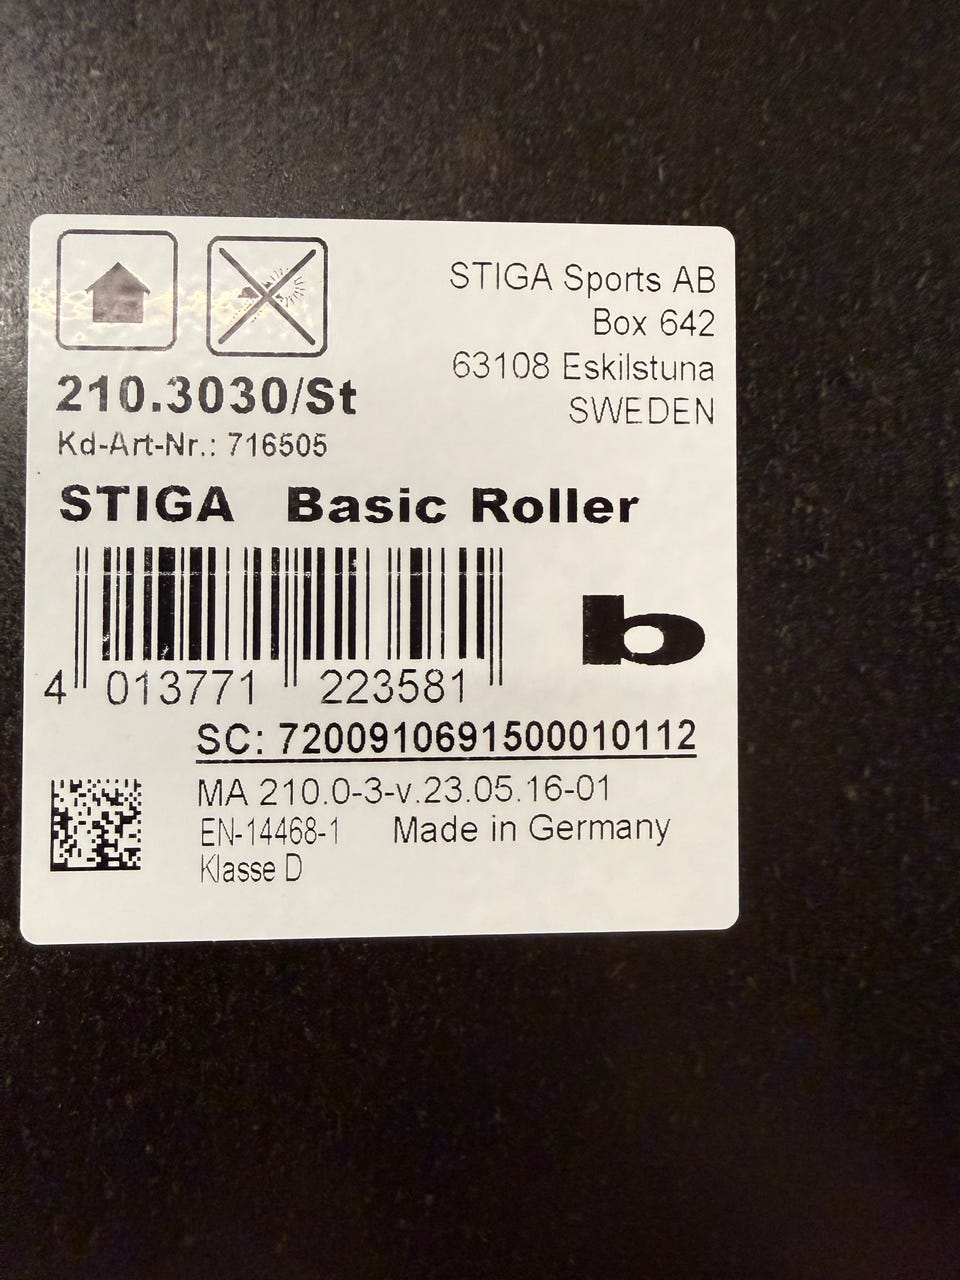 STIGA Sports AB
Box 642
63108 Eskilstuna
SWEDEN
210.3030/St
Kd-Art-Nr.: 716505
STIGA Basic Roller
4 013771 223581
b
SC: 7200910691500010112
MA 210.0-3-v.23.05.16-01
EN-14468-1 Made in Germany
Klasse D